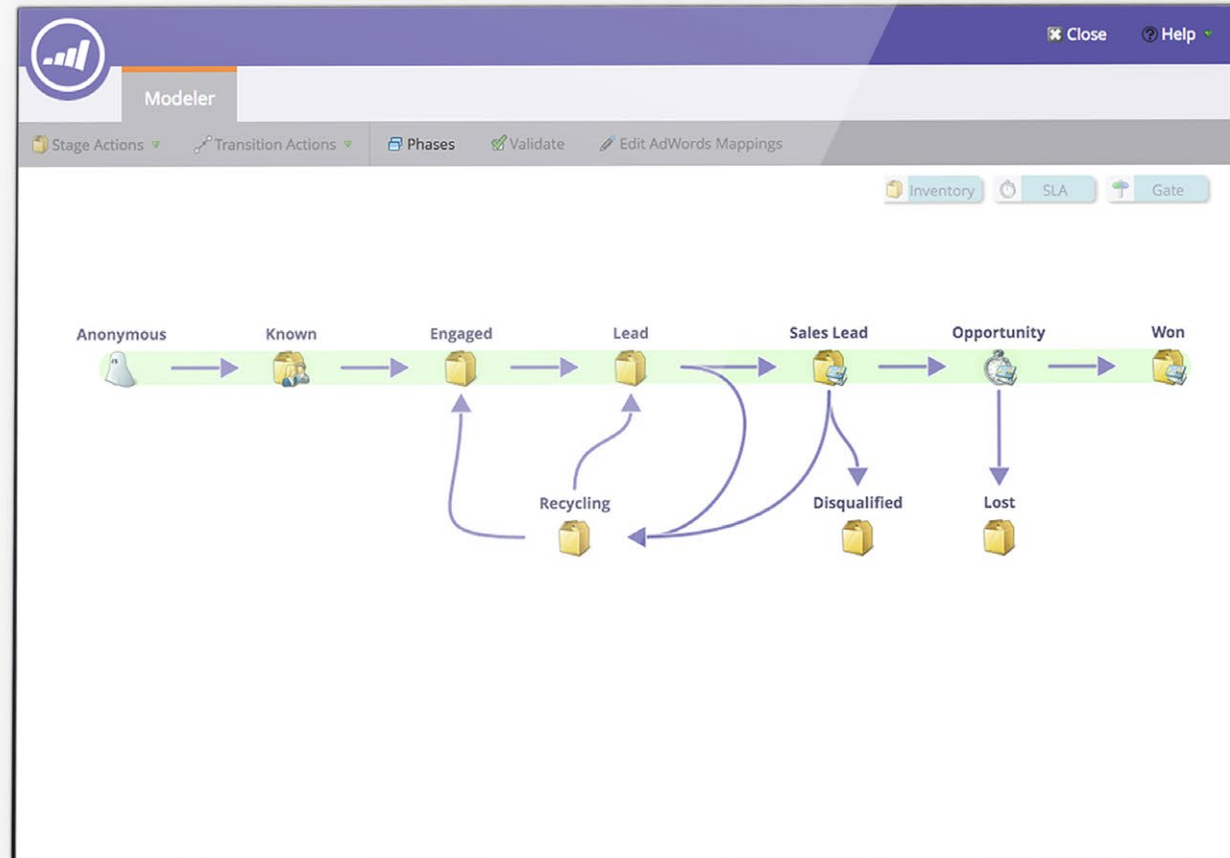 Close Help
Modeler
Stage Actions Transition Actions Phases Validate Edit AdWords Mappings
Inventory SLA Gate
Anonymous Known Engaged Lead Sales Lead Opportunity Won
Recycling Disqualified Lost